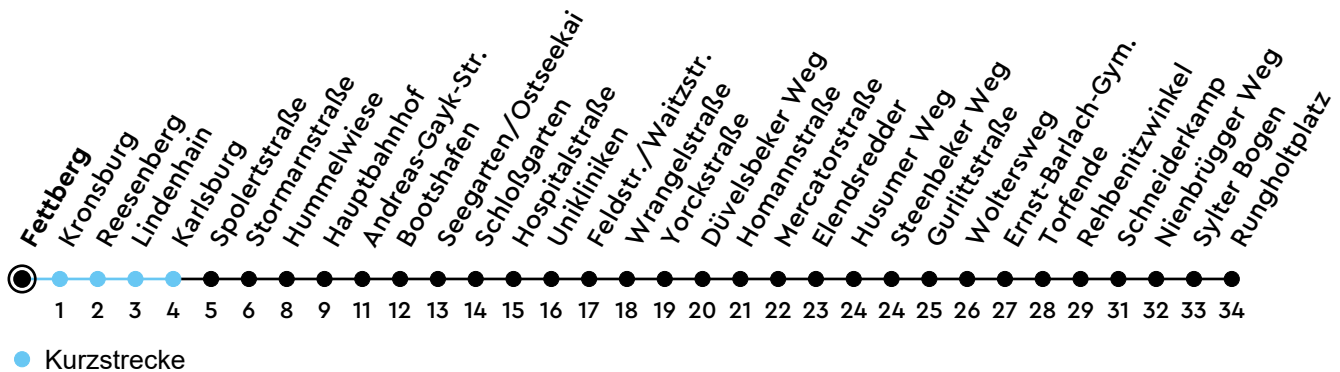 Fettberg
Kronsburg
Reesenberg
Lindenhain
Karlsburg
Spolertstraße
Stormarnstraße
Hummelwiese
Hauptbahnhof
Andreas-Gayk-Str.
Bootshafen
Seegarten/Ostseekai
Schloßgarten
Hospitalstraße
Unikliniken
Feldstr./Waitzstr.
Wrangelstraße
Yorckstraße
Düvelsbeker Weg
Homannstraße
Mercatorstraße
Elendsredder
Husumer Weg
Steenbeker Weg
Gurlittstraße
Woltersweg
Ernst-Barlach-Gym.
Torfende
Rehbenitzwinkel
Schneiderkamp
Nienbrügger Weg
Sylter Bogen
Rungholtplatz
1 2 3 4 5 6 8 9 11 12 13 14 15 16 17 18 19 20 21 22 23 24 24 25 26 27 28 29 31 32 33 34
Kurzstrecke